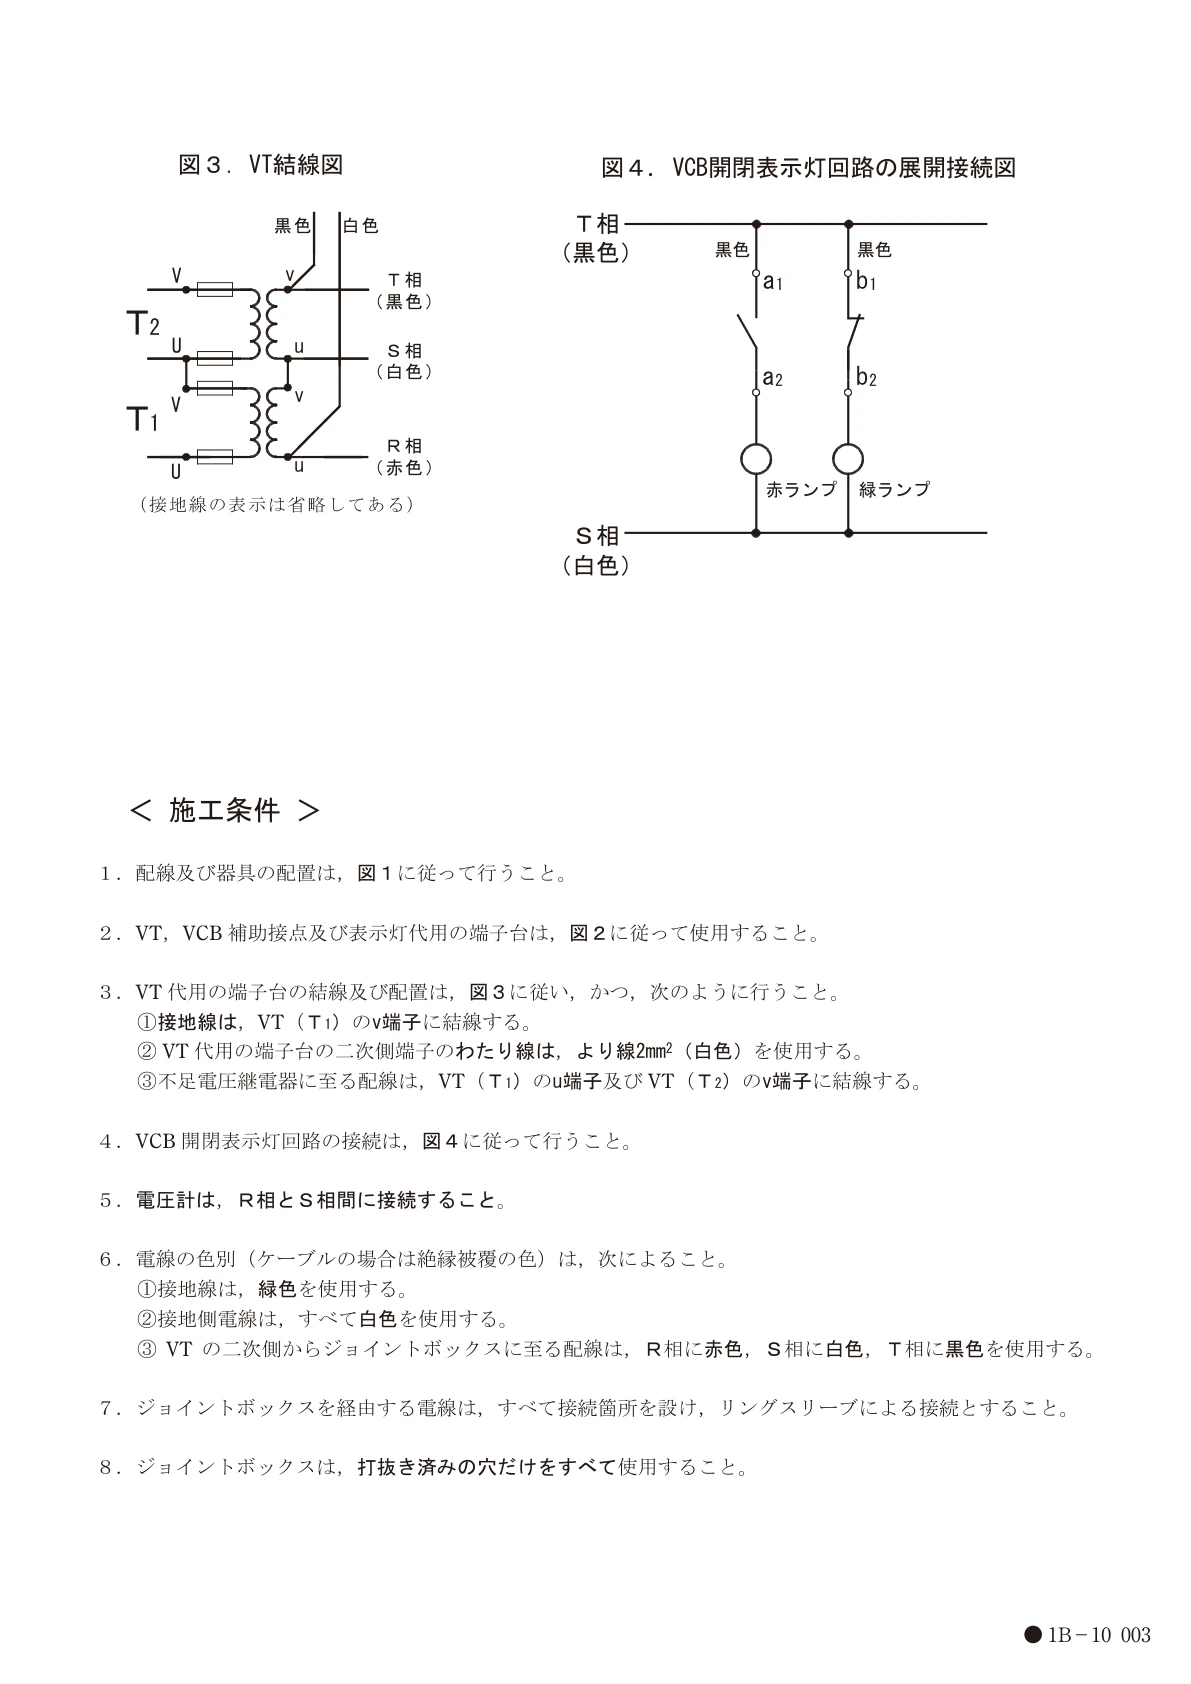 図３．VT結線図
黒色 白色
V v T相
（黒色）
T2
U u S相
（白色）
V v
T1
U u R相
（赤色）
（接地線の表示は省略してある）
図４．VCB開閉表示灯回路の展開接続図
T相
（黒色）
黒色 黒色
a1 b1
a2 b2
赤ランプ 緑ランプ
S相
（白色）
＜ 施工条件 ＞
１．配線及び器具の配置は，図１に従って行うこと。
２．VT，VCB 補助接点及び表示灯代用の端子台は，図２に従って使用すること。
３．VT 代用の端子台の結線及び配置は，図３に従い，かつ，次のように行うこと。
①接地線は，VT（T1）のv端子に結線する。
② VT 代用の端子台の二次側端子のわたり線は，より線2mm²（白色）を使用する。
③不足電圧継電器に至る配線は，VT（T1）のu端子及び VT（T2）のv端子に結線する。
４．VCB 開閉表示灯回路の接続は，図４に従って行うこと。
５．電圧計は，R相とS相間に接続すること。
６．電線の色別（ケーブルの場合は絶縁被覆の色）は，次によること。
①接地線は，緑色を使用する。
②接地側電線は，すべて白色を使用する。
③ VT の二次側からジョイントボックスに至る配線は，R相に赤色，S相に白色，T相に黒色を使用する。
７．ジョイントボックスを経由する電線は，すべて接続箇所を設け，リングスリーブによる接続とすること。
８．ジョイントボックスは，打抜き済みの穴だけをすべて使用すること。
●1B－10 003